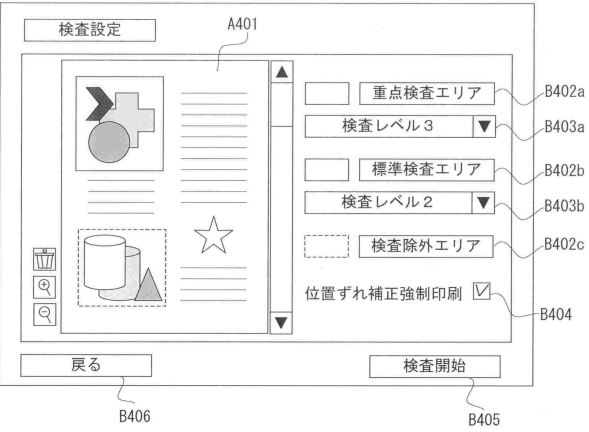 検査設定
A401
重点検査エリア
B402a
検査レベル3
B403a
標準検査エリア
B402b
検査レベル2
B403b
検査除外エリア
B402c
位置ずれ補正強制印刷
B404
戻る
検査開始
B406
B405